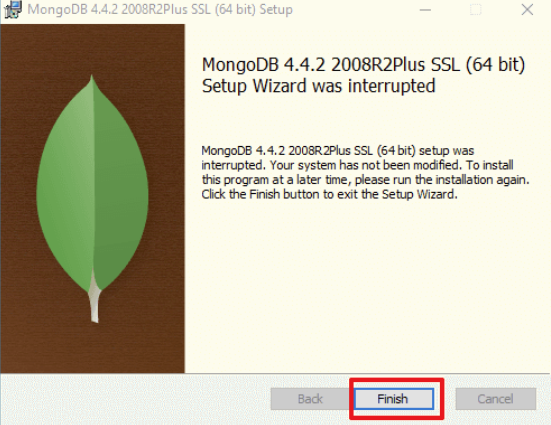 MongoDB 4.4.2 2008R2Plus SSL (64 bit) Setup
MongoDB 4.4.2 2008R2Plus SSL (64 bit)
Setup Wizard was interrupted
MongoDB 4.4.2 2008R2Plus SSL (64 bit) setup was
interrupted. Your system has not been modified. To install
this program at a later time, please run the installation again.
Click the Finish button to exit the Setup Wizard.
Back
Finish
Cancel